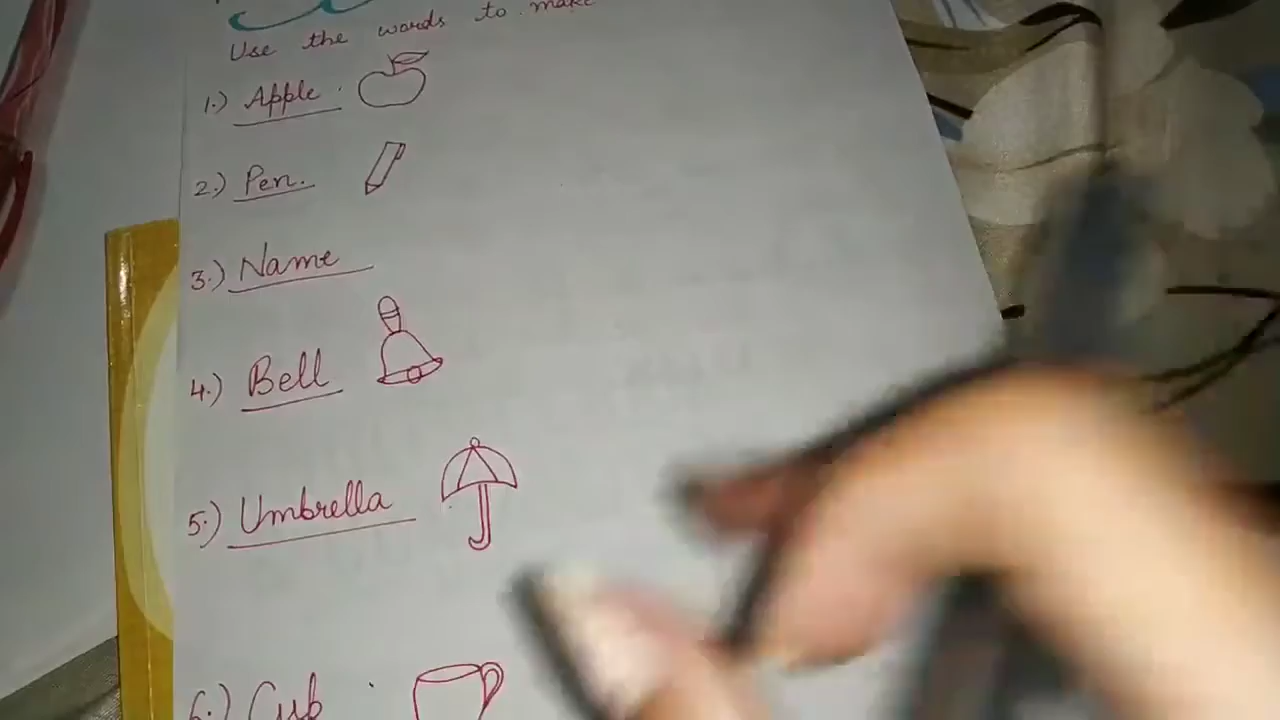 Use the words to make
1.) Apple
2.) Pen.
3.) Name
4.) Bell
5.) Umbrella
6.) Cup